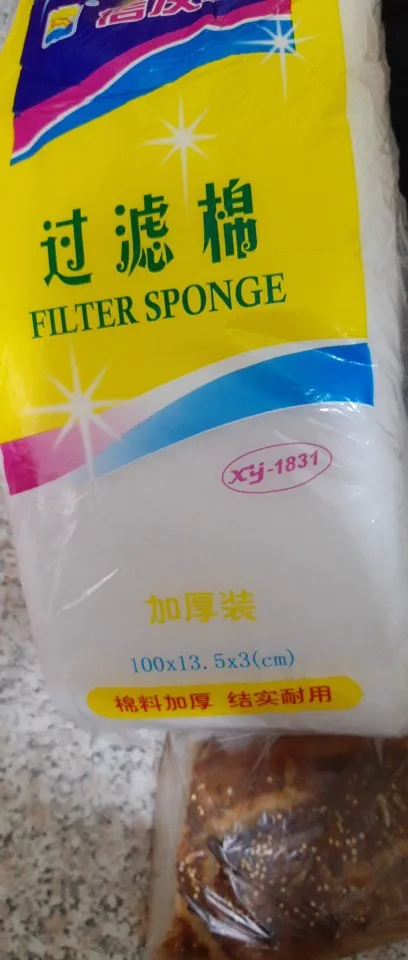 过滤棉
FILTER SPONGE
xy-1831
加厚装
100x13.5x3(cm)
棉料加厚 结实耐用